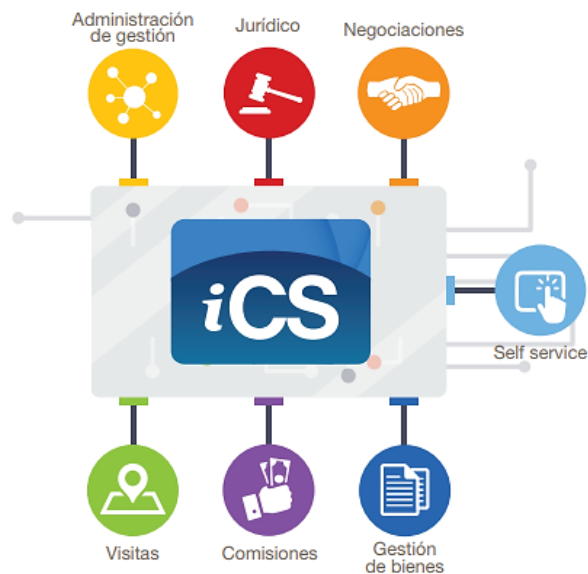 Administración
de gestión
Jurídico
Negociaciones
iCS
Self service
Visitas
Comisiones
Gestión
de bienes